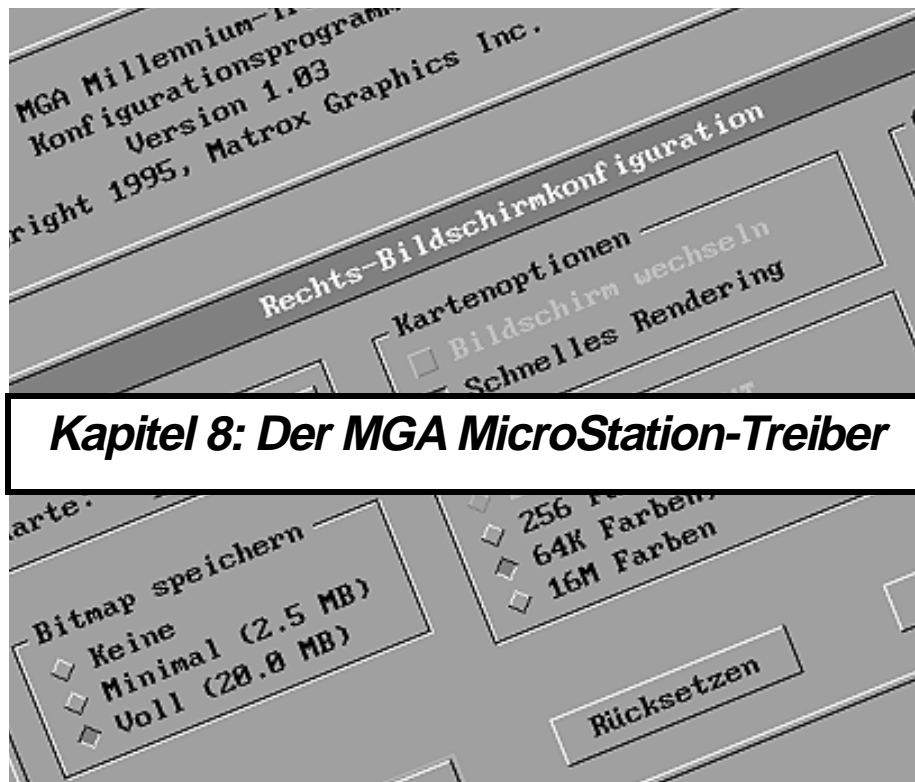 MGA Millennium-
Konfigurationsprogramm
Version 1.03
right 1995, Matrox Graphics Inc.
Rechts-Bildschirmkonfiguration
Kartenoptionen
Bildschirm wechseln
Schnelles Rendering
Kapitel 8: Der MGA MicroStation-Treiber
arte.
256
64K Farben
16M Farben
Bitmap speichern
Keine
Minimal (2.5 MB)
Voll (20.0 MB)
Rücksetzen